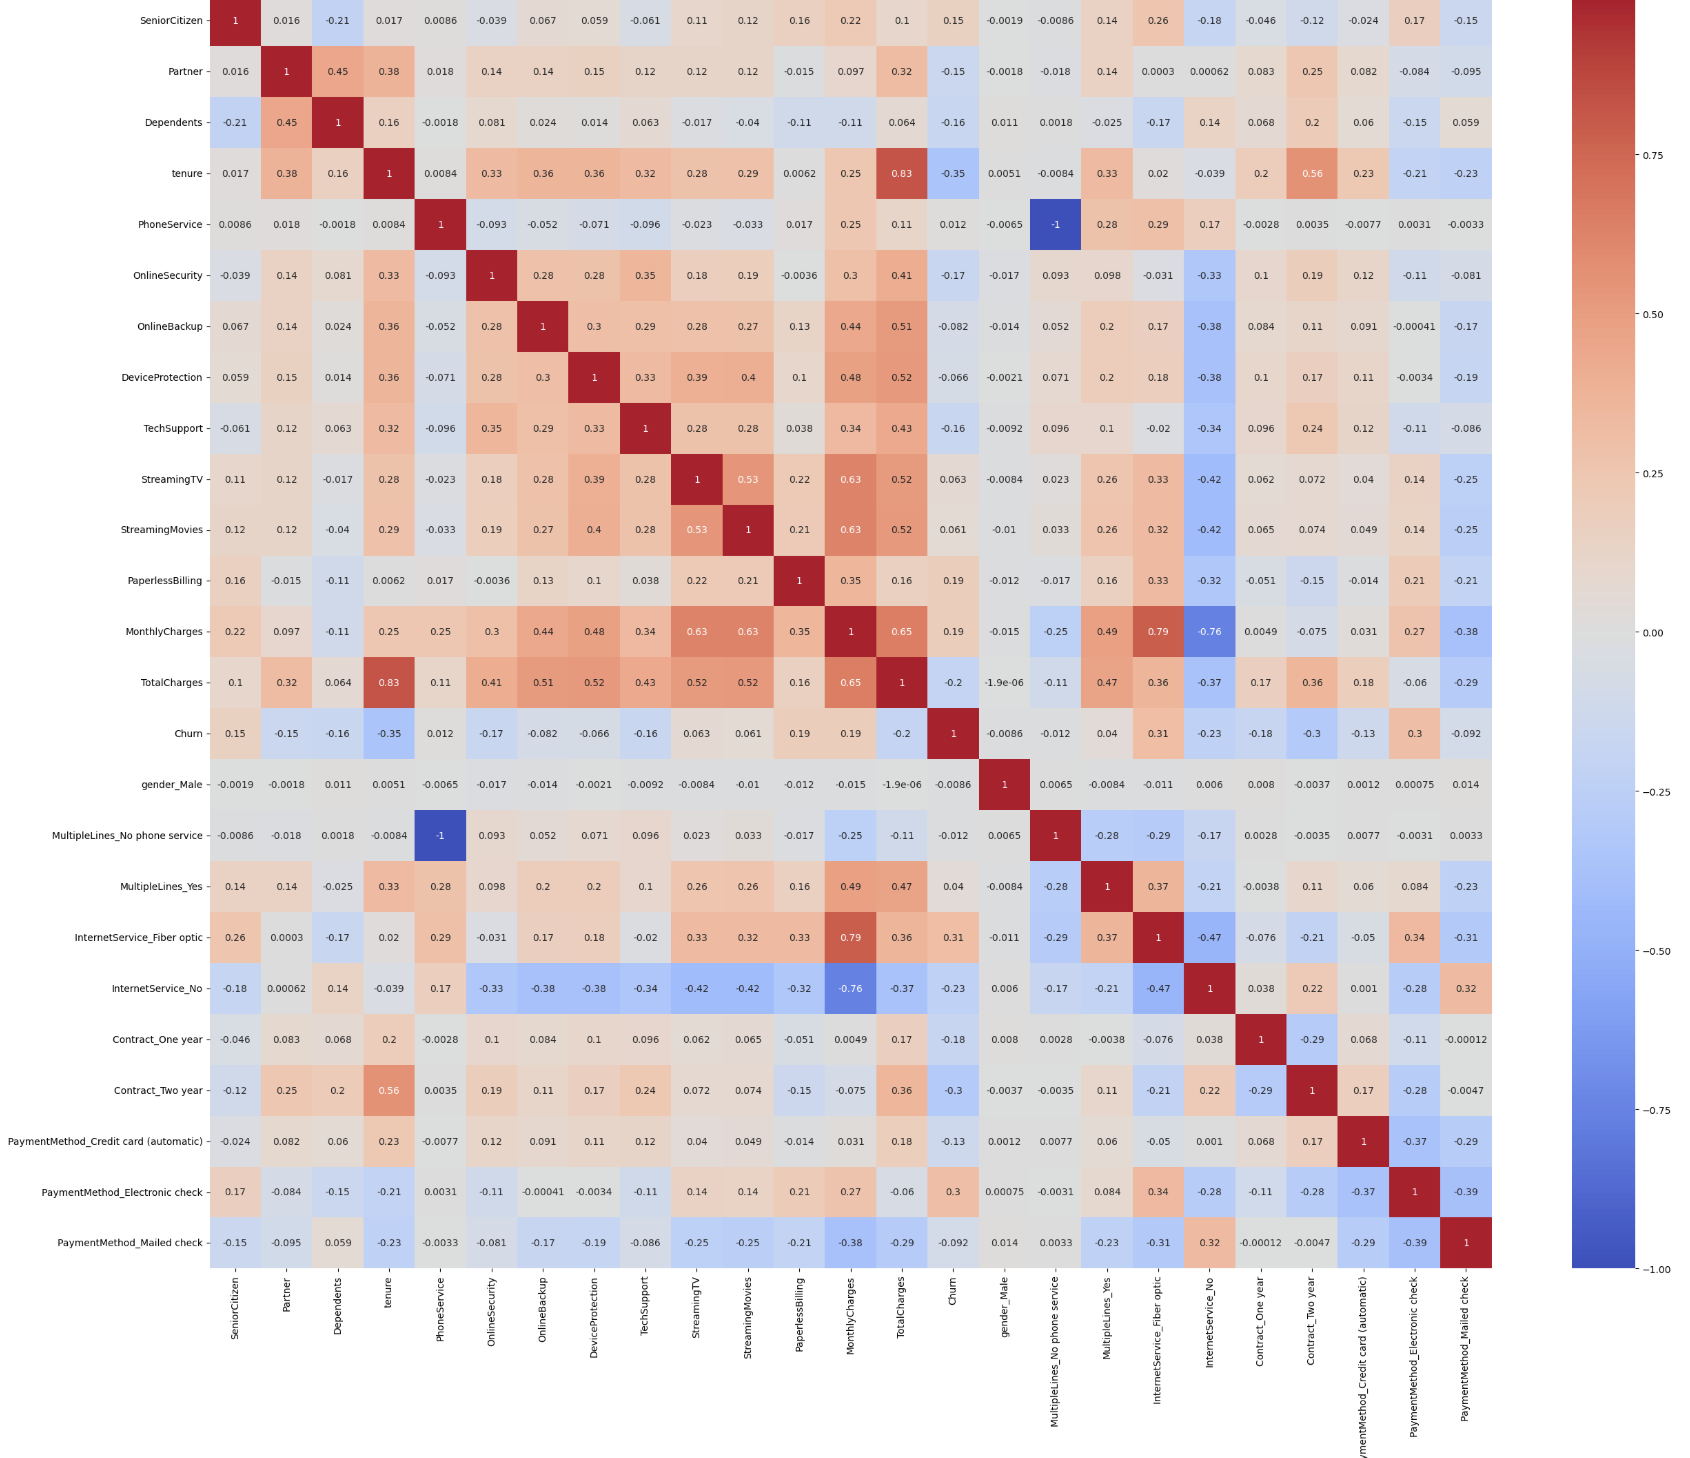 SeniorCitizen 1 0.016 -0.21 0.017 0.0086 -0.039 0.067 0.059 -0.061 0.11 0.12 0.16 0.22 0.1 0.15 -0.0019 -0.0086 0.14 0.26 -0.18 -0.046 -0.12 -0.024 0.17 -0.15
Partner 0.016 1 0.45 0.38 0.018 0.14 0.14 0.15 0.12 0.12 0.12 -0.015 0.097 0.32 -0.15 -0.0018 -0.018 0.14 0.0003 0.00062 0.083 0.25 0.082 -0.084 -0.095
Dependents -0.21 0.45 1 0.16 -0.0018 0.081 0.024 0.014 0.063 -0.017 -0.04 -0.11 -0.11 0.064 -0.16 0.011 0.0018 -0.025 -0.17 0.14 0.068 0.2 0.06 -0.15 0.059
tenure 0.017 0.38 0.16 1 0.0084 0.33 0.36 0.36 0.32 0.28 0.29 0.0062 0.25 0.83 -0.35 0.0051 -0.0084 0.33 0.02 -0.039 0.2 0.56 0.23 -0.21 -0.23 0.75
PhoneService 0.0086 0.018 -0.0018 0.0084 1 -0.093 -0.052 -0.071 -0.096 -0.023 -0.033 0.017 0.25 0.11 0.012 -0.0065 -1 0.28 0.29 0.17 -0.0028 0.0035 -0.0077 0.0031 -0.0033
OnlineSecurity -0.039 0.14 0.081 0.33 -0.093 1 0.28 0.28 0.35 0.18 0.19 -0.0036 0.3 0.41 -0.17 -0.017 0.093 0.098 -0.031 -0.33 0.1 0.19 0.12 -0.11 -0.081
OnlineBackup 0.067 0.14 0.024 0.36 -0.052 0.28 1 0.3 0.29 0.28 0.27 0.13 0.44 0.51 -0.082 -0.014 0.052 0.2 0.17 -0.38 0.084 0.11 0.091 -0.00041 -0.17 0.50
DeviceProtection 0.059 0.15 0.014 0.36 -0.071 0.28 0.3 1 0.33 0.39 0.4 0.1 0.48 0.52 -0.066 -0.0021 0.071 0.2 0.18 -0.38 0.1 0.17 0.11 -0.0034 -0.19
TechSupport -0.061 0.12 0.063 0.32 -0.096 0.35 0.29 0.33 1 0.28 0.28 0.038 0.34 0.43 -0.16 -0.0092 0.096 0.1 -0.02 -0.34 0.096 0.24 0.12 -0.11 -0.086
StreamingTV 0.11 0.12 -0.017 0.28 -0.023 0.18 0.28 0.39 0.28 1 0.53 0.22 0.63 0.52 0.063 -0.0084 0.023 0.26 0.33 -0.42 0.062 0.072 0.04 0.14 -0.25 0.25
StreamingMovies 0.12 0.12 -0.04 0.29 -0.033 0.19 0.27 0.4 0.28 0.53 1 0.21 0.63 0.52 0.061 -0.01 0.033 0.26 0.32 -0.42 0.065 0.074 0.049 0.14 -0.25
PaperlessBilling 0.16 -0.015 -0.11 0.0062 0.017 -0.0036 0.13 0.1 0.038 0.22 0.21 1 0.35 0.16 0.19 -0.012 -0.017 0.16 0.33 -0.32 -0.051 -0.15 -0.014 0.21 -0.21
MonthlyCharges 0.22 0.097 -0.11 0.25 0.25 0.3 0.44 0.48 0.34 0.63 0.63 0.35 1 0.65 0.19 -0.015 -0.25 0.49 0.79 -0.76 0.0049 -0.075 0.031 0.27 -0.38 0.00
TotalCharges 0.1 0.32 0.064 0.83 0.11 0.41 0.51 0.52 0.43 0.52 0.52 0.16 0.65 1 -0.2 -1.9e-06 -0.11 0.47 0.36 -0.37 0.17 0.36 0.18 -0.06 -0.29
Churn 0.15 -0.15 -0.16 -0.35 0.012 -0.17 -0.082 -0.066 -0.16 0.063 0.061 0.19 0.19 -0.2 1 -0.0086 -0.012 0.04 0.31 -0.23 -0.18 -0.3 -0.13 0.3 -0.092
gender_Male -0.0019 -0.0018 0.011 0.0051 -0.0065 -0.017 -0.014 -0.0021 -0.0092 -0.0084 -0.01 -0.012 -0.015 -1.9e-06 -0.0086 1 0.0065 -0.0084 -0.011 0.006 0.008 -0.0037 0.0012 0.00075 0.014 −0.25
MultipleLines_No phone service -0.0086 -0.018 0.0018 -0.0084 -1 0.093 0.052 0.071 0.096 0.023 0.033 -0.017 -0.25 -0.11 -0.012 0.0065 1 -0.28 -0.29 -0.17 0.0028 -0.0035 0.0077 -0.0031 0.0033
MultipleLines_Yes 0.14 0.14 -0.025 0.33 0.28 0.098 0.2 0.2 0.1 0.26 0.26 0.16 0.49 0.47 0.04 -0.0084 -0.28 1 0.37 -0.21 -0.0038 0.11 0.06 0.084 -0.23
InternetService_Fiber optic 0.26 0.0003 -0.17 0.02 0.29 -0.031 0.17 0.18 -0.02 0.33 0.32 0.33 0.79 0.36 0.31 -0.011 -0.29 0.37 1 -0.47 -0.076 -0.21 -0.05 0.34 -0.31 −0.50
InternetService_No -0.18 0.00062 0.14 -0.039 0.17 -0.33 -0.38 -0.38 -0.34 -0.42 -0.42 -0.32 -0.76 -0.37 -0.23 0.006 -0.17 -0.21 -0.47 1 0.038 0.22 0.001 -0.28 0.32
Contract_One year -0.046 0.083 0.068 0.2 -0.0028 0.1 0.084 0.1 0.096 0.062 0.065 -0.051 0.0049 0.17 -0.18 0.008 0.0028 -0.0038 -0.076 0.038 1 -0.29 0.068 -0.11 -0.00012
Contract_Two year -0.12 0.25 0.2 0.56 0.0035 0.19 0.11 0.17 0.24 0.072 0.074 -0.15 -0.075 0.36 -0.3 -0.0037 -0.0035 0.11 -0.21 0.22 -0.29 1 0.17 -0.28 -0.0047 −0.75
PaymentMethod_Credit card (automatic) -0.024 0.082 0.06 0.23 -0.0077 0.12 0.091 0.11 0.12 0.04 0.049 -0.014 0.031 0.18 -0.13 0.0012 0.0077 0.06 -0.05 0.001 0.068 0.17 1 -0.37 -0.29
PaymentMethod_Electronic check 0.17 -0.084 -0.15 -0.21 0.0031 -0.11 -0.00041 -0.0034 -0.11 0.14 0.14 0.21 0.27 -0.06 0.3 0.00075 -0.0031 0.084 0.34 -0.28 -0.11 -0.28 -0.37 1 -0.39
PaymentMethod_Mailed check -0.15 -0.095 0.059 -0.23 -0.0033 -0.081 -0.17 -0.19 -0.086 -0.25 -0.25 -0.21 -0.38 -0.29 -0.092 0.014 0.0033 -0.23 -0.31 0.32 -0.00012 -0.0047 -0.29 -0.39 1
−1.00
SeniorCitizen
Partner
Dependents
tenure
PhoneService
OnlineSecurity
OnlineBackup
DeviceProtection
TechSupport
StreamingTV
StreamingMovies
PaperlessBilling
MonthlyCharges
TotalCharges
Churn
gender_Male
MultipleLines_No phone service
MultipleLines_Yes
InternetService_Fiber optic
InternetService_No
Contract_One year
Contract_Two year
ymentMethod_Credit card (automatic)
PaymentMethod_Electronic check
PaymentMethod_Mailed check